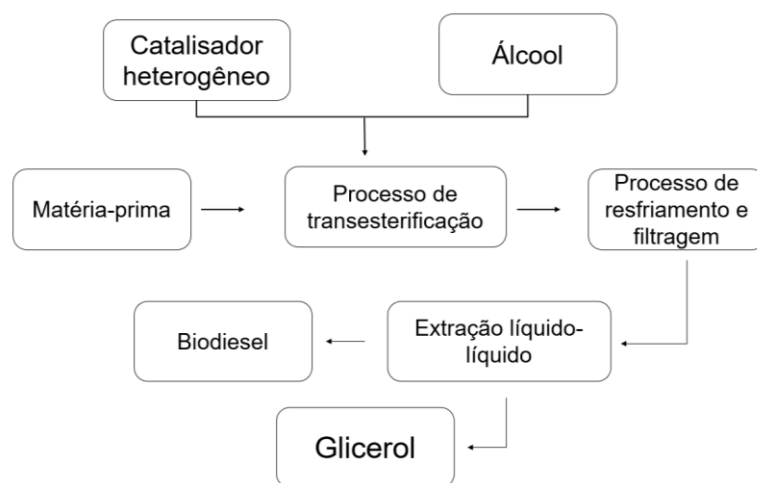 Catalisador
heterogêneo
Álcool
Matéria-prima
Processo de
transesterificação
Processo de
resfriamento e
filtragem
Biodiesel
Extração líquido-
líquido
Glicerol